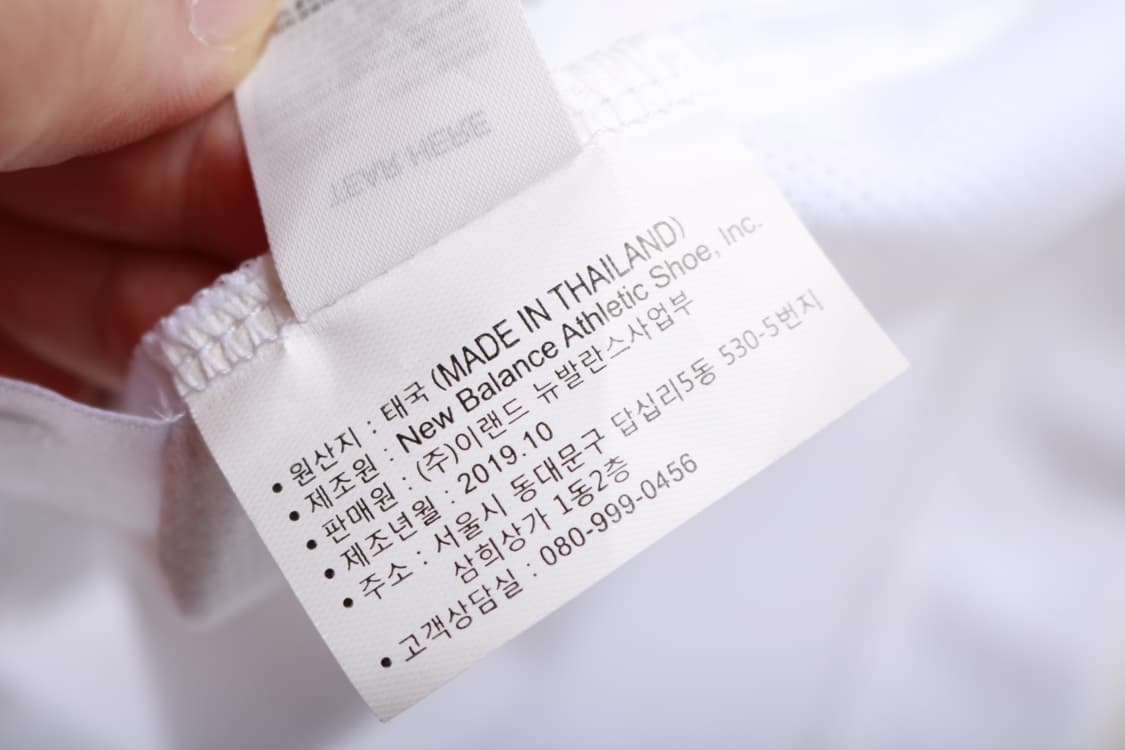 TEAR HERE
• 원산지 : 태국 (MADE IN THAILAND)
• 제조원 : New Balance Athletic Shoe, Inc.
• 판매원 : (주)이랜드 뉴발란스사업부
• 제조년월 : 2019.10
• 주소 : 서울시 동대문구 답십리5동 530-5번지
삼희상가 1동2층
• 고객상담실 : 080-999-0456